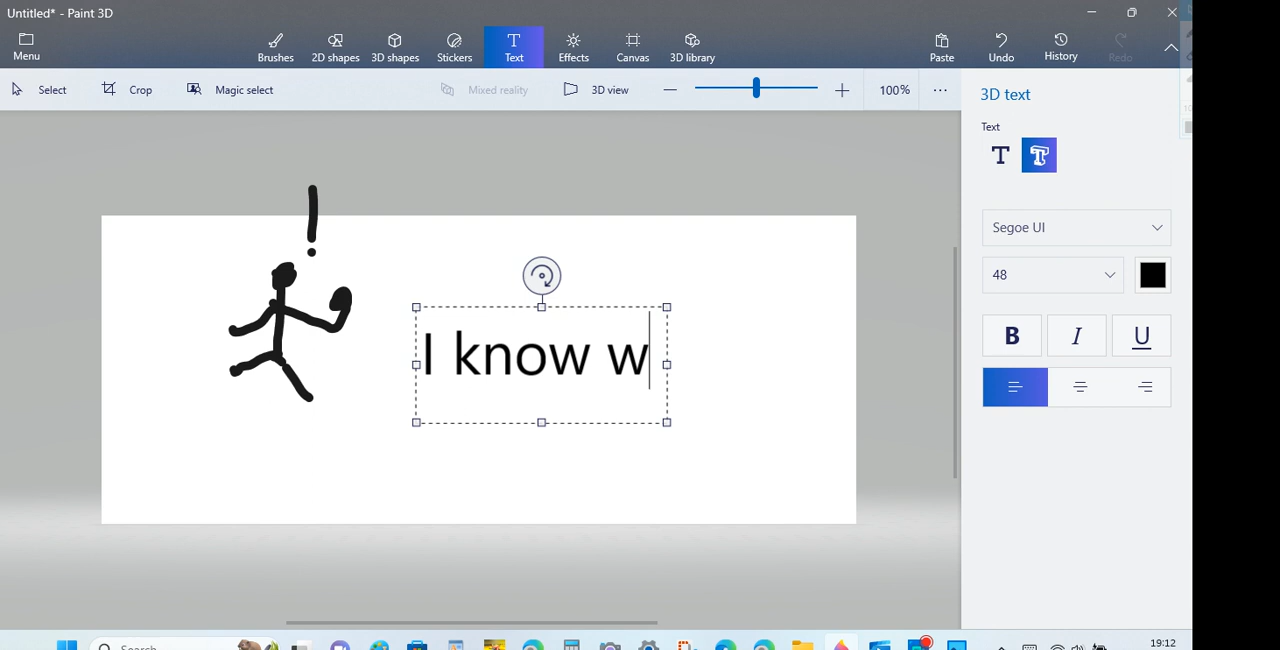 Untitled* - Paint 3D
Menu
Brushes
2D shapes
3D shapes
Stickers
Text
Effects
Canvas
3D library
Paste
Undo
History
Redo
Select
Crop
Magic select
Mixed reality
3D view
100%
3D text
Text
Segoe UI
48
B
I
U
!
I know w
Search
19:12